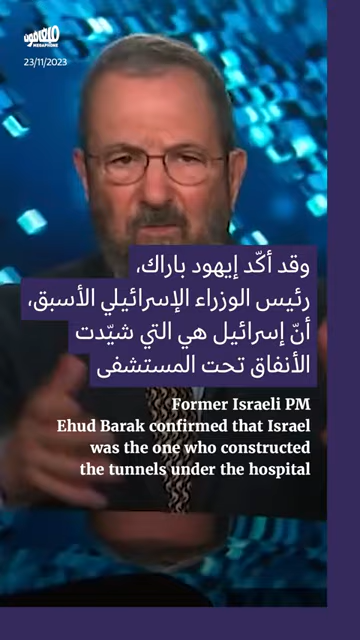 ميغافون
MEGAPHONE
23/11/2023
وقد أكّد إيهود باراك،
رئيس الوزراء الإسرائيلي الأسبق،
أنّ إسرائيل هي التي شيّدت
الأنفاق تحت المستشفى
Former Israeli PM
Ehud Barak confirmed that Israel
was the one who constructed
the tunnels under the hospital